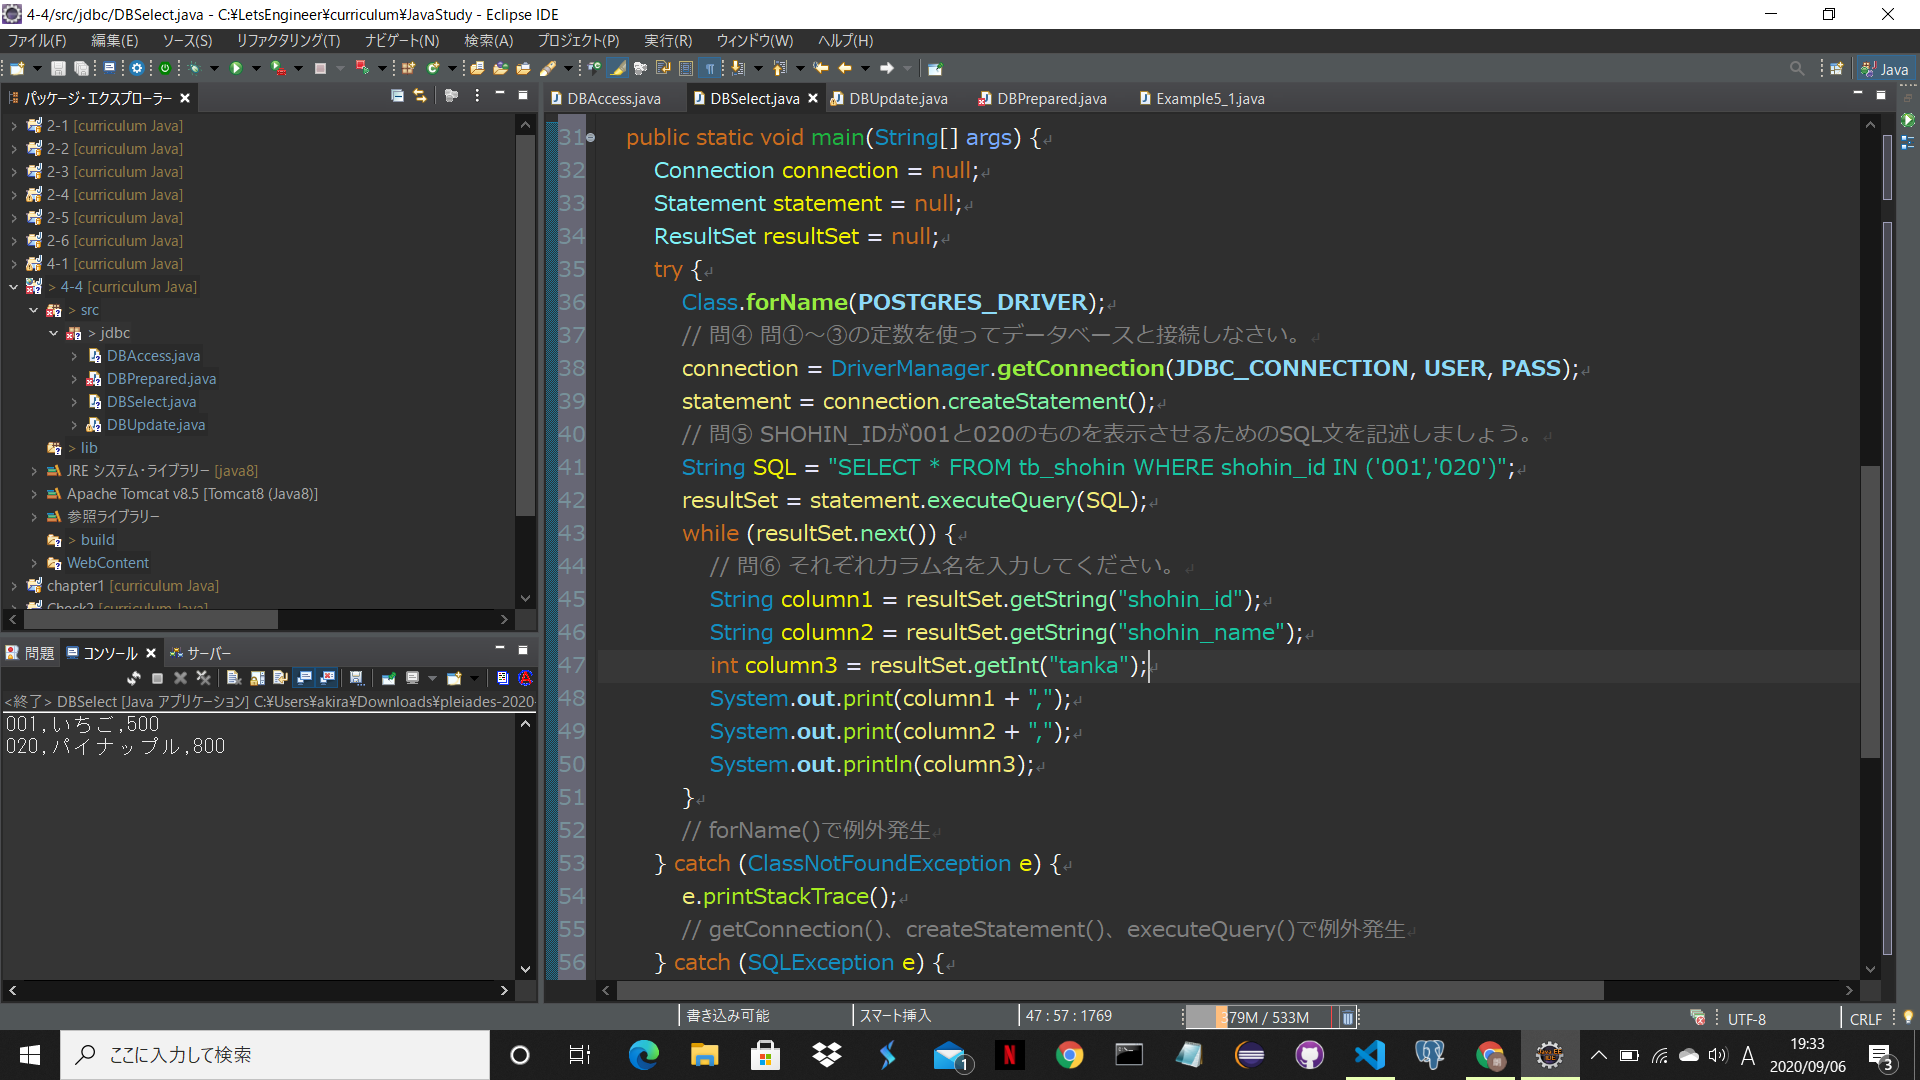 4-4/src/jdbc/DBSelect.java - C:¥LetsEngineer¥curriculum¥JavaStudy - Eclipse IDE
ファイル(F) 編集(E) ソース(S) リファクタリング(T) ナビゲート(N) 検索(A) プロジェクト(P) 実行(R) ウィンドウ(W) ヘルプ(H)
Java
パッケージ・エクスプローラー
2-1 [curriculum Java]
2-2 [curriculum Java]
2-3 [curriculum Java]
2-4 [curriculum Java]
2-5 [curriculum Java]
2-6 [curriculum Java]
4-1 [curriculum Java]
> 4-4 [curriculum Java]
> src
> jdbc
DBAccess.java
DBPrepared.java
DBSelect.java
DBUpdate.java
> lib
JRE システム・ライブラリー [java8]
Apache Tomcat v8.5 [Tomcat8 (Java8)]
参照ライブラリー
> build
WebContent
chapter1 [curriculum Java]
Check2 [curriculum Java]
問題 コンソール サーバー
<終了> DBSelect [Java アプリケーション] C:¥Users¥akira¥Downloads¥pleiades-2020-
001,いちご,500
020,パイナップル,800
DBAccess.java DBSelect.java DBUpdate.java DBPrepared.java Example5_1.java
31 public static void main(String[] args) {
32 Connection connection = null;
33 Statement statement = null;
34 ResultSet resultSet = null;
35 try {
36 Class.forName(POSTGRES_DRIVER);
37 // 問④ 問①～③の定数を使ってデータベースと接続しなさい。
38 connection = DriverManager.getConnection(JDBC_CONNECTION, USER, PASS);
39 statement = connection.createStatement();
40 // 問⑤ SHOHIN_IDが001と020のものを表示させるためのSQL文を記述しましょう。
41 String SQL = "SELECT * FROM tb_shohin WHERE shohin_id IN ('001','020')";
42 resultSet = statement.executeQuery(SQL);
43 while (resultSet.next()) {
44 // 問⑥ それぞれカラム名を入力してください。
45 String column1 = resultSet.getString("shohin_id");
46 String column2 = resultSet.getString("shohin_name");
47 int column3 = resultSet.getInt("tanka");
48 System.out.print(column1 + ",");
49 System.out.print(column2 + ",");
50 System.out.println(column3);
51 }
52 // forName()で例外発生
53 } catch (ClassNotFoundException e) {
54 e.printStackTrace();
55 // getConnection()、createStatement()、executeQuery()で例外発生
56 } catch (SQLException e) {
書き込み可能 スマート挿入 47 : 57 : 1769 379M / 533M UTF-8 CRLF
ここに入力して検索
1
N
A
19:33
2020/09/06
3